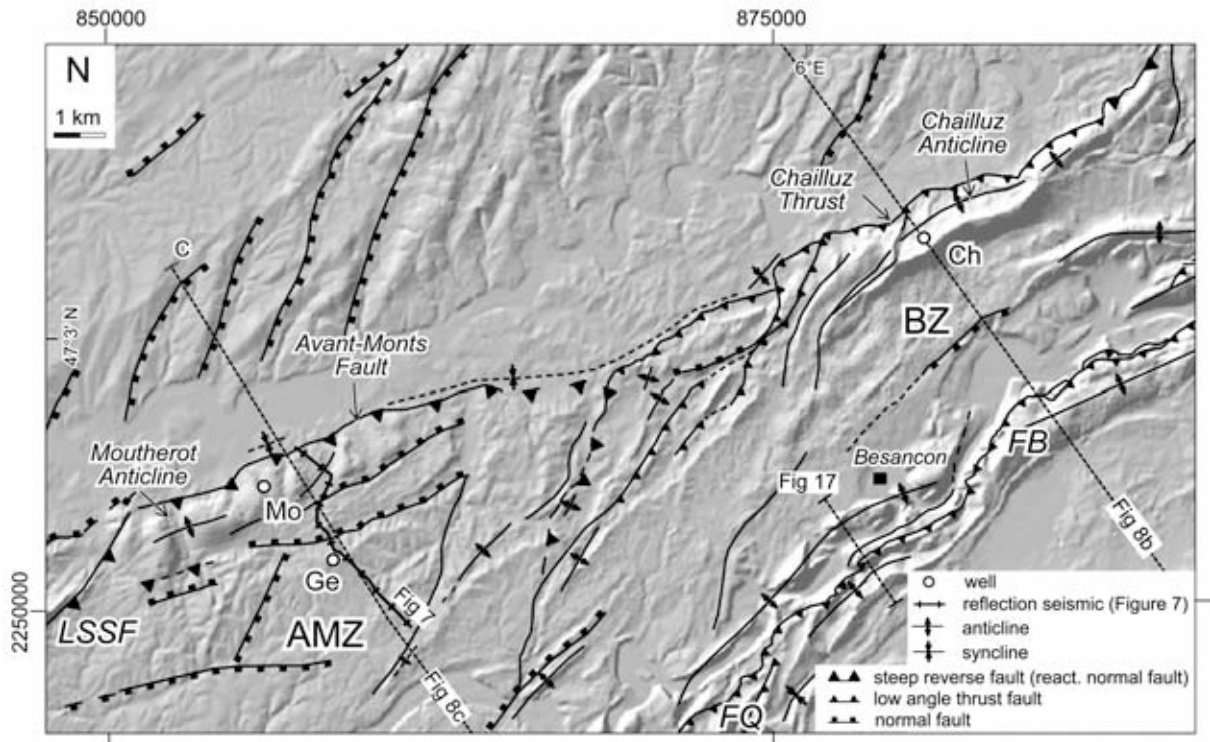 850000
875000
N
1 km
6°E
Chailluz
Anticline
Chailluz
Thrust
C
Ch
47°3' N
BZ
Avant-Monts
Fault
Moutherot
Anticline
FB
Besancon
Fig 17
Mo
Fig 8b
Ge
well
Fig 7
reflection seismic (Figure 7)
2250000
LSSF
AMZ
anticline
syncline
Fig 8c
steep reverse fault (react. normal fault)
low angle thrust fault
FQ
normal fault